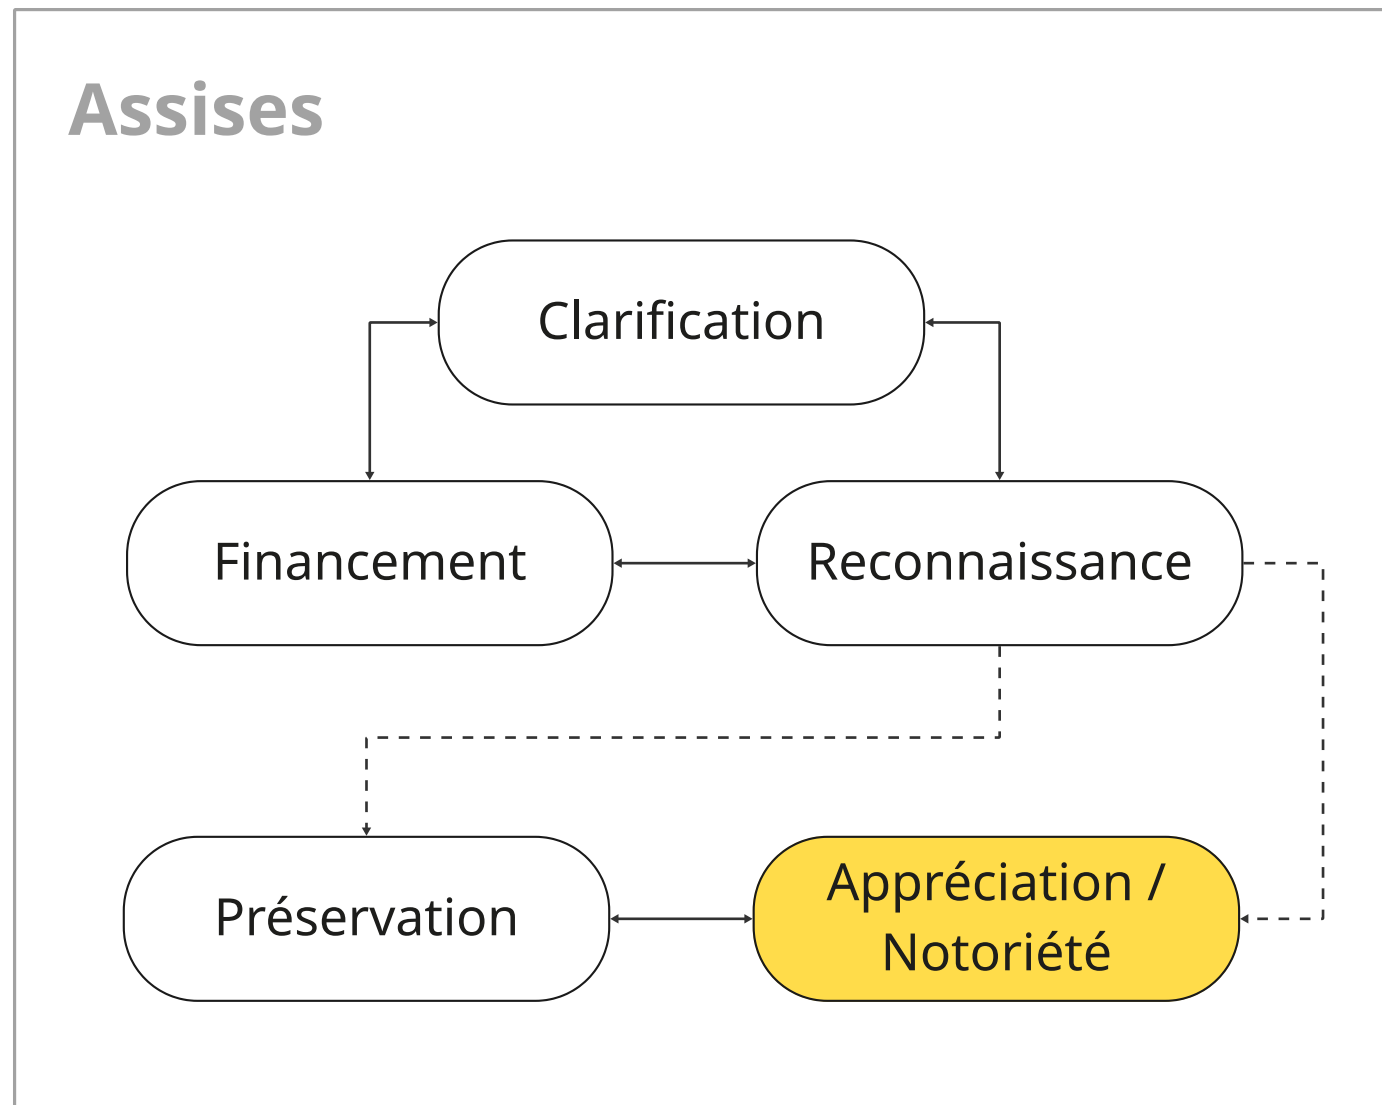 Assises
Clarification
Financement
Reconnaissance
Préservation
Appréciation /
Notoriété